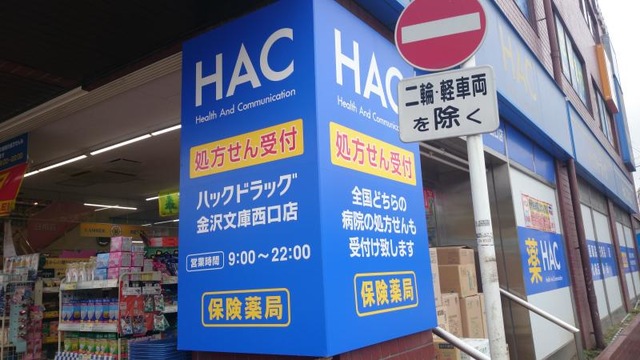 HAC
Health And Communication
処方せん受付
ハックドラッグ
金沢文庫西口店
営業時間 9:00～22:00
保険薬局
HAC
Health And Communication
処方せん受付
全国どちらの
病院の処方せんも
受付け致します
保険薬局
二輪・軽車両
を除く
HAC
薬 HAC